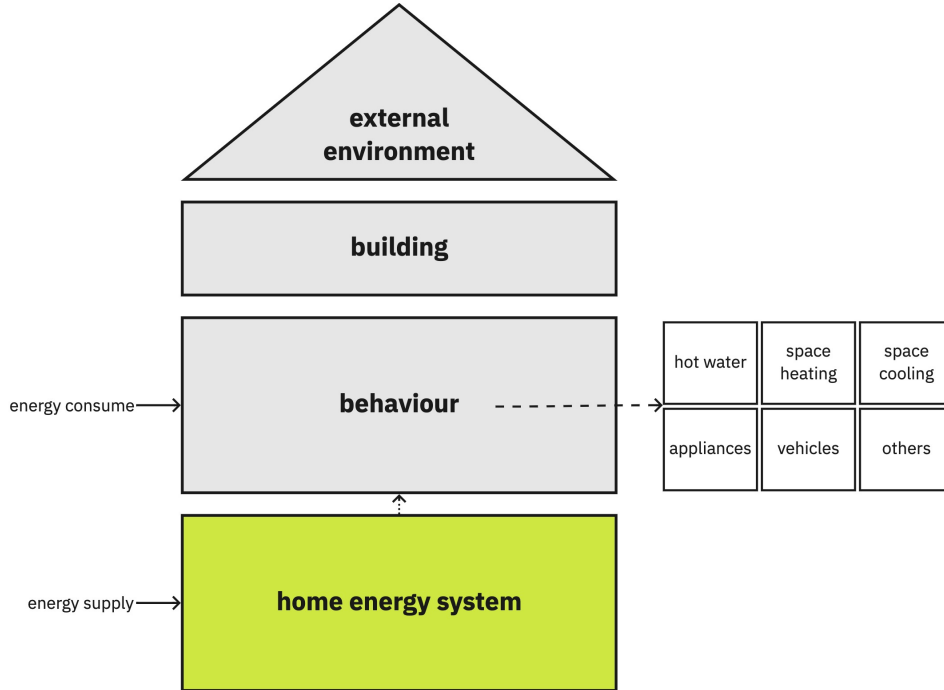 external
environment
building
energy consume
behaviour
hot water
space
heating
space
cooling
appliances
vehicles
others
energy supply
home energy system